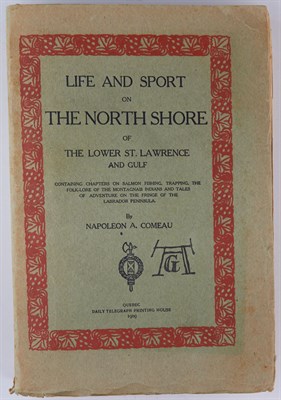 LIFE AND SPORT
ON
THE NORTH SHORE
OF
THE LOWER ST. LAWRENCE
AND GULF
CONTAINING CHAPTERS ON SALMON FISHING, TRAPPING, THE
FOLK-LORE OF THE MONTAGNAIS INDIANS AND TALES
OF ADVENTURE ON THE FRINGE OF THE
LABRADOR PENINSULA
By
NAPOLEON A. COMEAU
QUEBEC
DAILY TELEGRAPH PRINTING HOUSE
1909